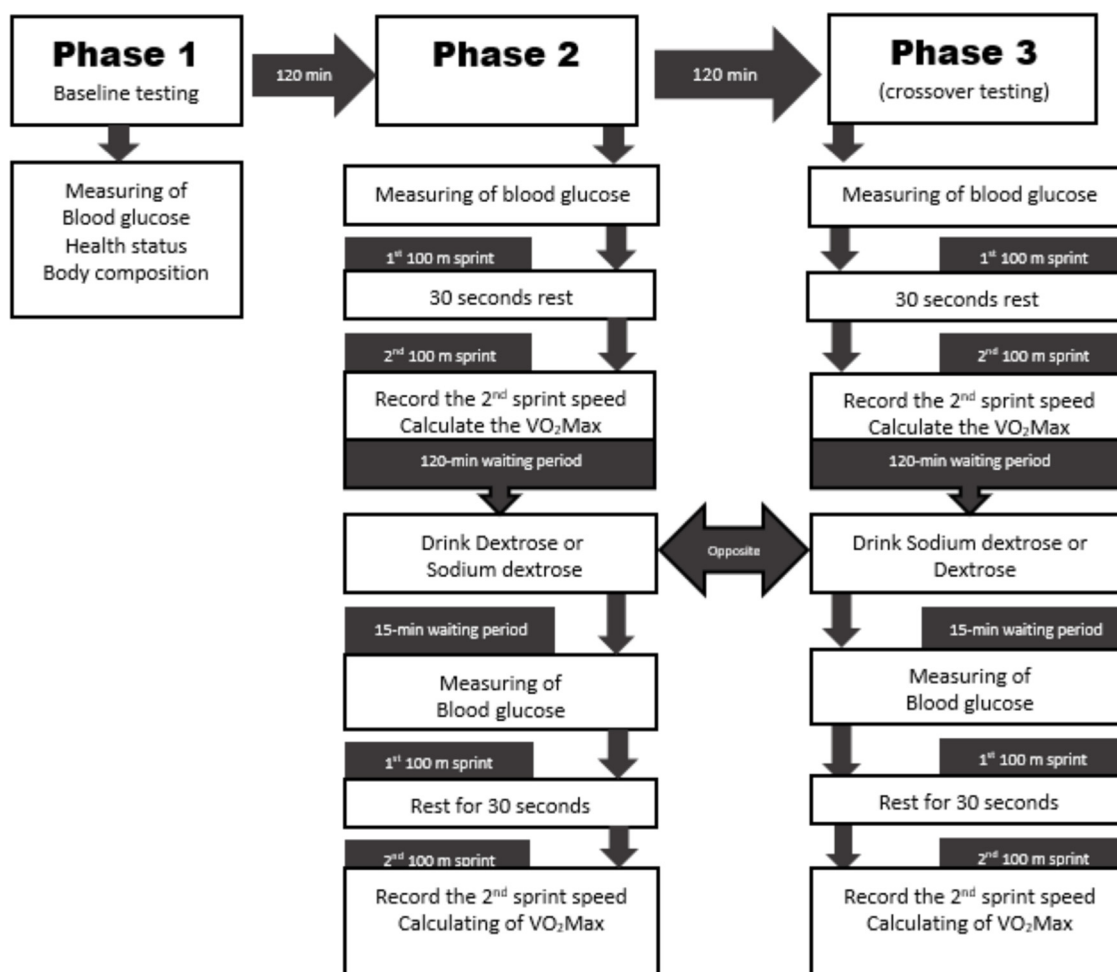 Phase 1
Baseline testing
120 min
Phase 2
120 min
Phase 3
(crossover testing)
Measuring of
Blood glucose
Health status
Body composition
Measuring of blood glucose
1st 100 m sprint
30 seconds rest
2nd 100 m sprint
Record the 2nd sprint speed
Calculate the VO₂Max
120-min waiting period
Drink Dextrose or
Sodium dextrose
15-min waiting period
Measuring of
Blood glucose
1st 100 m sprint
Rest for 30 seconds
2nd 100 m sprint
Record the 2nd sprint speed
Calculating of VO₂Max
Opposite
Measuring of blood glucose
1st 100 m sprint
30 seconds rest
2nd 100 m sprint
Record the 2nd sprint speed
Calculate the VO₂Max
120-min waiting period
Drink Sodium dextrose or
Dextrose
15-min waiting period
Measuring of
Blood glucose
1st 100 m sprint
Rest for 30 seconds
2nd 100 m sprint
Record the 2nd sprint speed
Calculating of VO₂Max